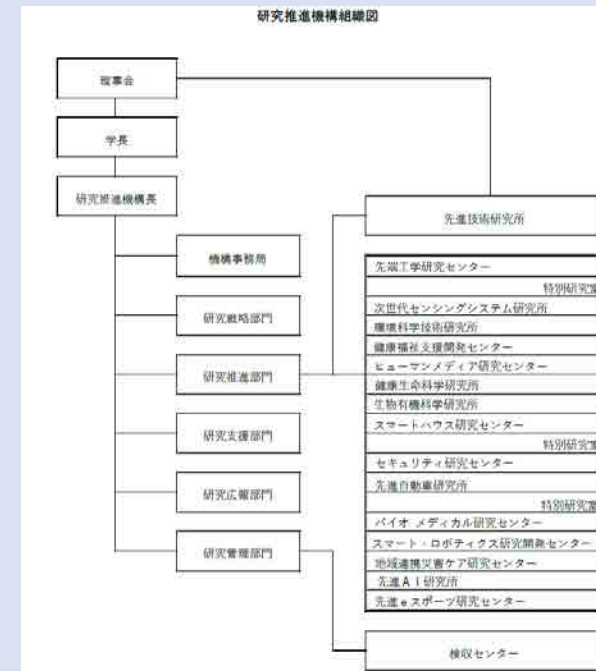 研究推進機構組織図
理事会
学長
研究推進機構長
機構事務局
研究戦略部門
研究推進部門
研究支援部門
研究広報部門
研究管理部門
先進技術研究所
先端工学研究センター
特別研究室
次世代センシングシステム研究所
環境科学技術研究所
健康福祉支援開発センター
ヒューマンメディア研究センター
健康生命科学研究所
生物有機科学研究所
スマートハウス研究センター
特別研究室
セキュリティ研究センター
先進自動車研究所
特別研究室
バイオ メディカル研究センター
スマート・ロボティクス研究開発センター
地域連携災害ケア研究センター
先進AI研究所
先進eスポーツ研究センター
検収センター